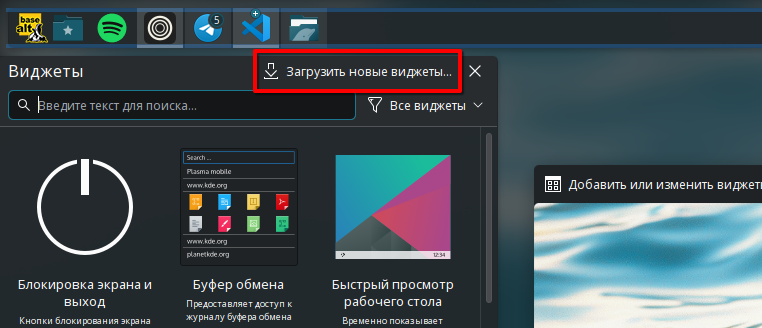 base
alt
5
Виджеты
Загрузить новые виджеты...
Введите текст для поиска...
Все виджеты
Search ...
Plasma mobile
www.kde.org
www.kde.org
planetkde.org
12:34
Добавить или изменить виджеты
Блокировка экрана и
выход
Кнопки блокирования экрана
Буфер обмена
Предоставляет доступ к
журналу буфера обмена
Быстрый просмотр
рабочего стола
Временно показывает